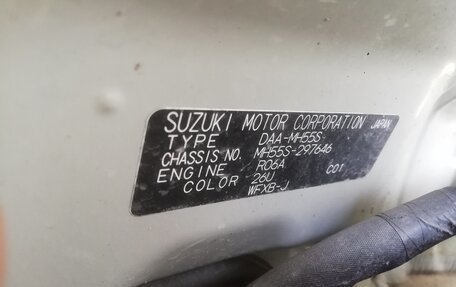 SUZUKI MOTOR CORPORATION JAPAN
TYPE DAA-MH55S-
CHASSIS NO. MH55S-297646
ENGINE R06A C01
COLOR 26U
WFXB-J